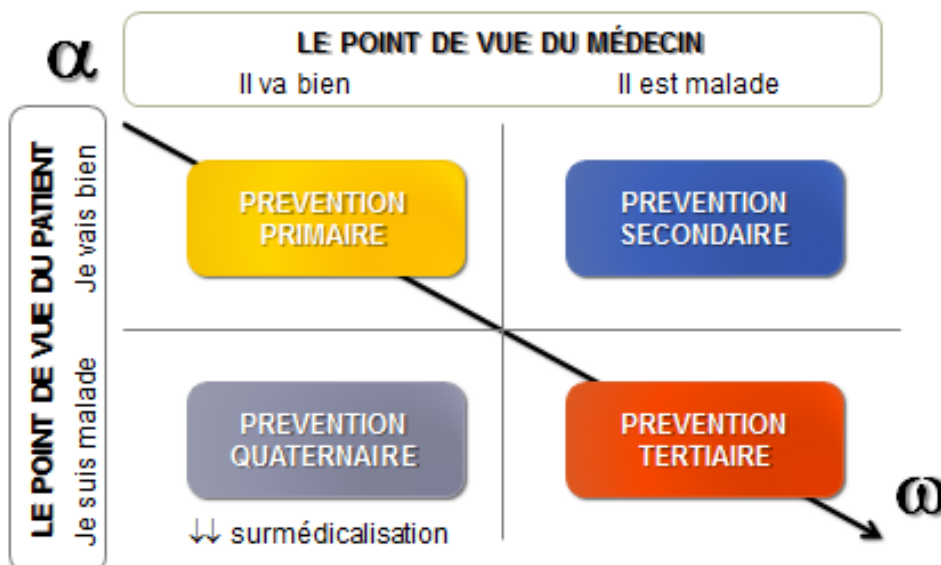 α
LE POINT DE VUE DU MÉDECIN
Il va bien
Il est malade
LE POINT DE VUE DU PATIENT
Je vais bien
Je suis malade
PREVENTION
PRIMAIRE
PREVENTION
SECONDAIRE
PREVENTION
QUATERNAIRE
↓↓ surmédicalisation
PREVENTION
TERTIAIRE
ω